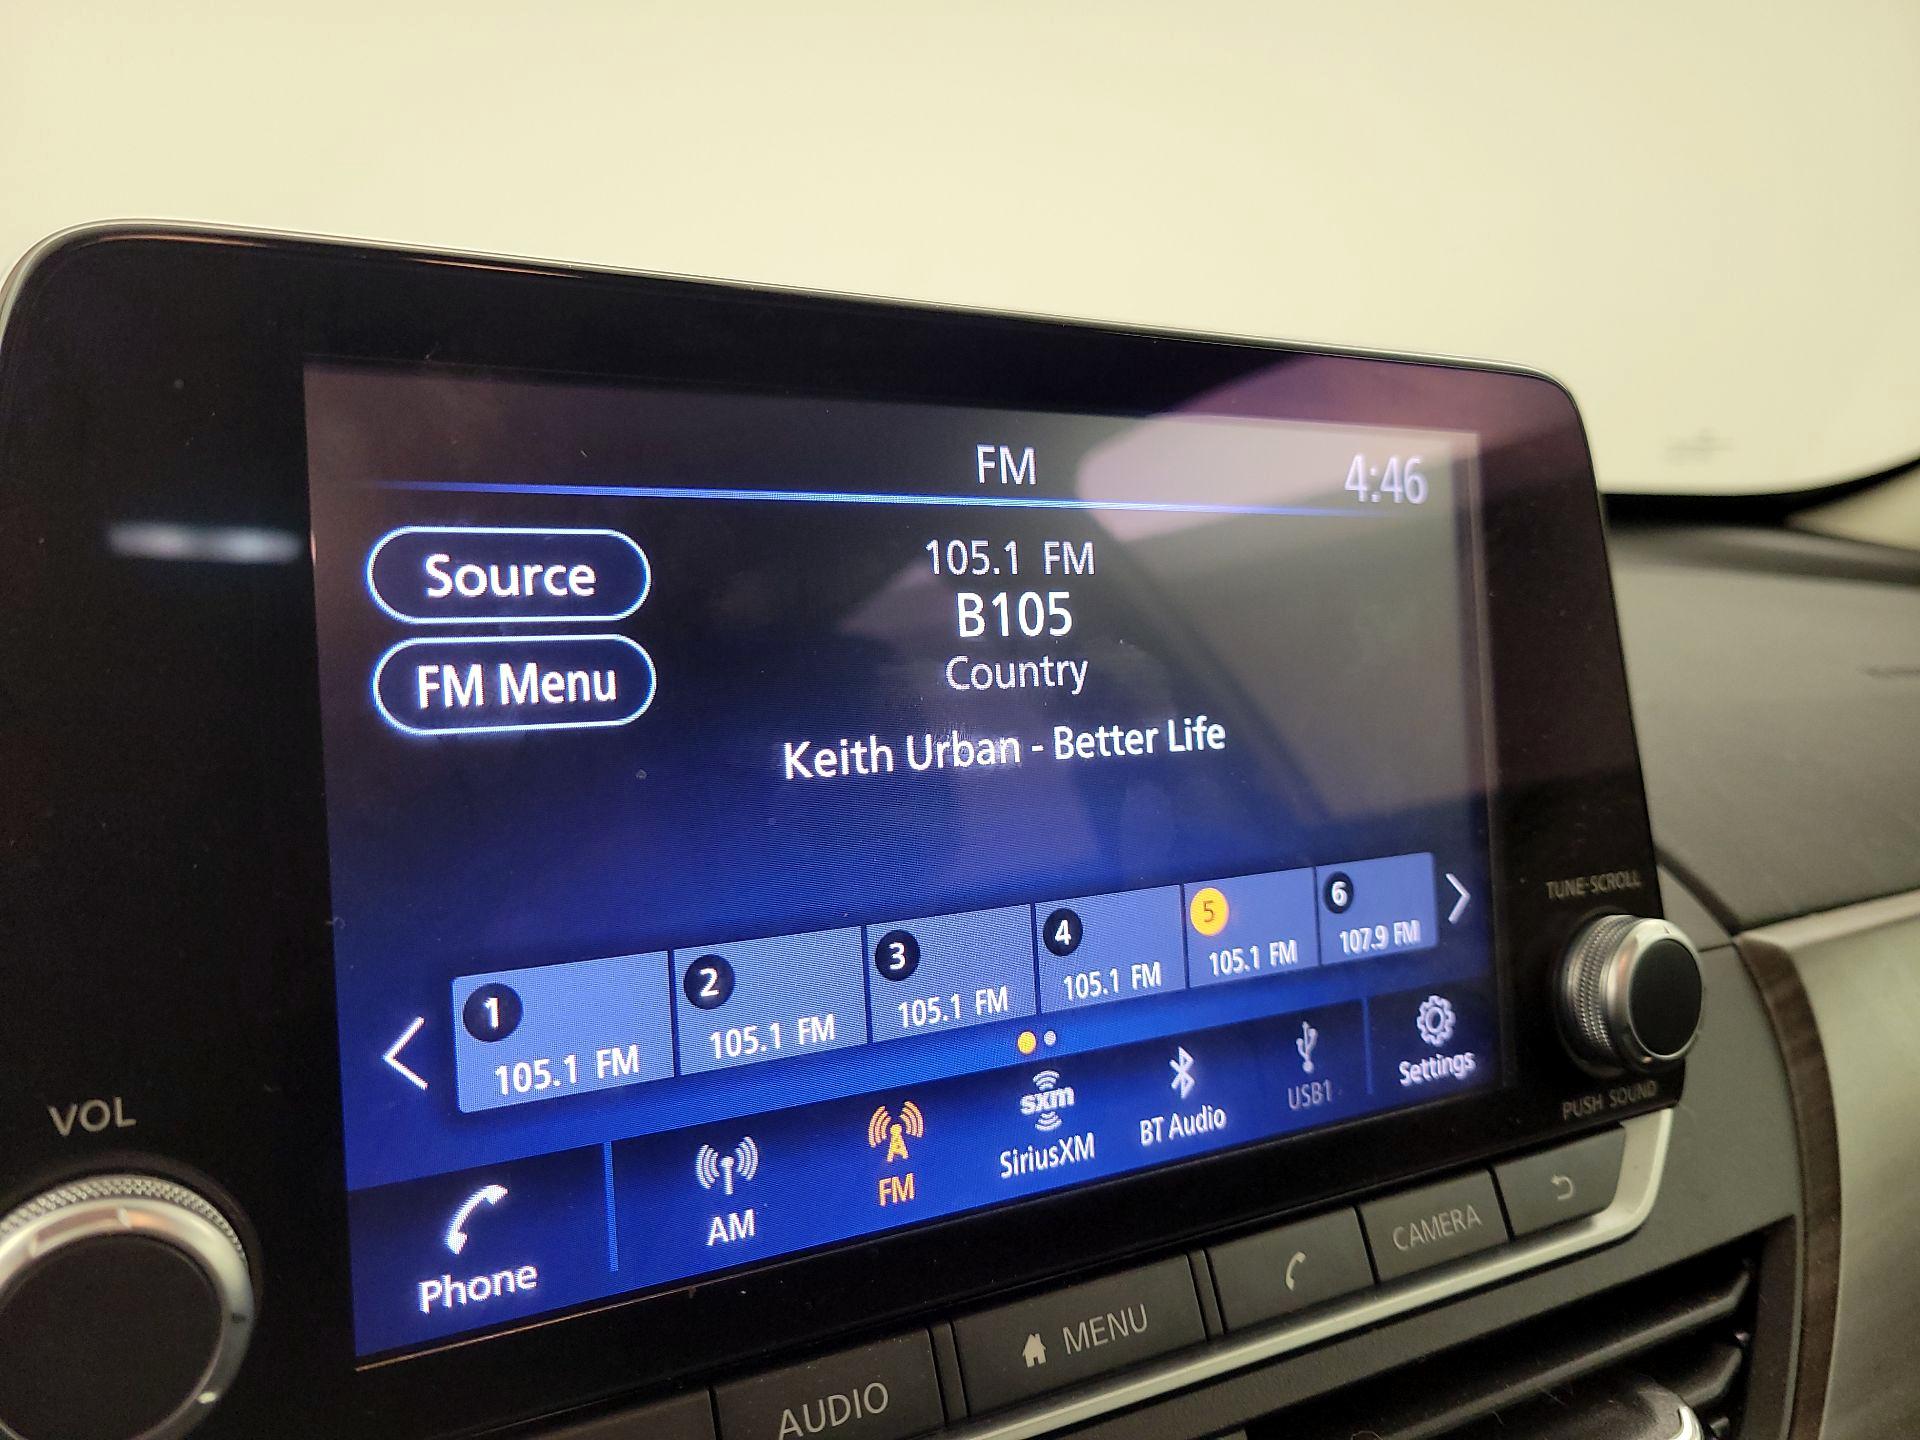 FM
4:46
Source
FM Menu
105.1 FM
B105
Country
Keith Urban - Better Life
1
105.1 FM
2
105.1 FM
3
105.1 FM
4
105.1 FM
5
105.1 FM
6
107.9 FM
Phone
AM
FM
sxm
SiriusXM
BT Audio
USB1
Settings
VOL
TUNE·SCROLL
PUSH SOUND
AUDIO
MENU
CAMERA